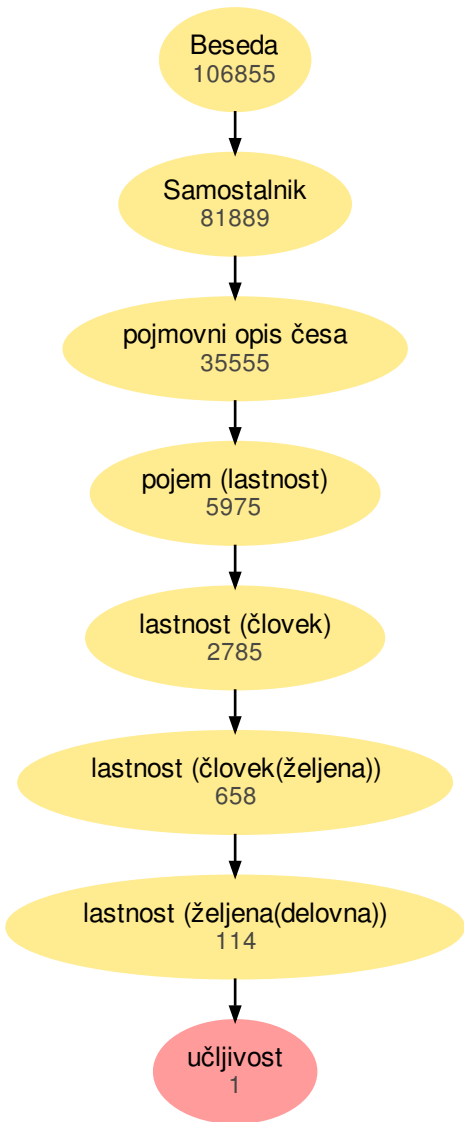 Beseda
106855
Samostalnik
81889
pojmovni opis česa
35555
pojem (lastnost)
5975
lastnost (človek)
2785
lastnost (človek(željena))
658
lastnost (željena(delovna))
114
učljivost
1